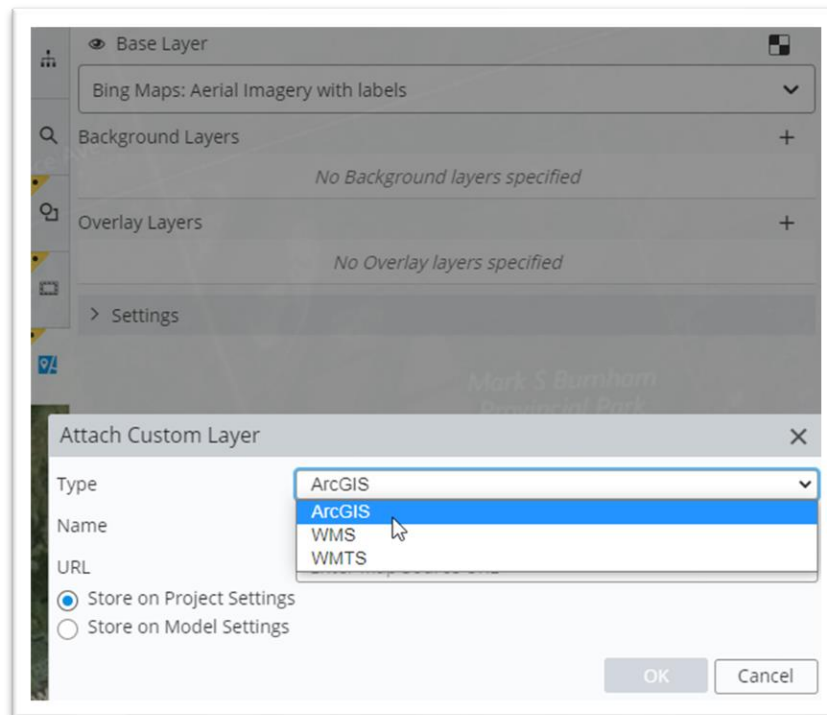 Base Layer
Bing Maps: Aerial Imagery with labels
Background Layers
No Background layers specified
Overlay Layers
No Overlay layers specified
Settings
Mark S Burnham
Provincial Park
Attach Custom Layer
Type
ArcGIS
ArcGIS
Name
WMS
WMTS
URL
Store on Project Settings
Store on Model Settings
OK
Cancel